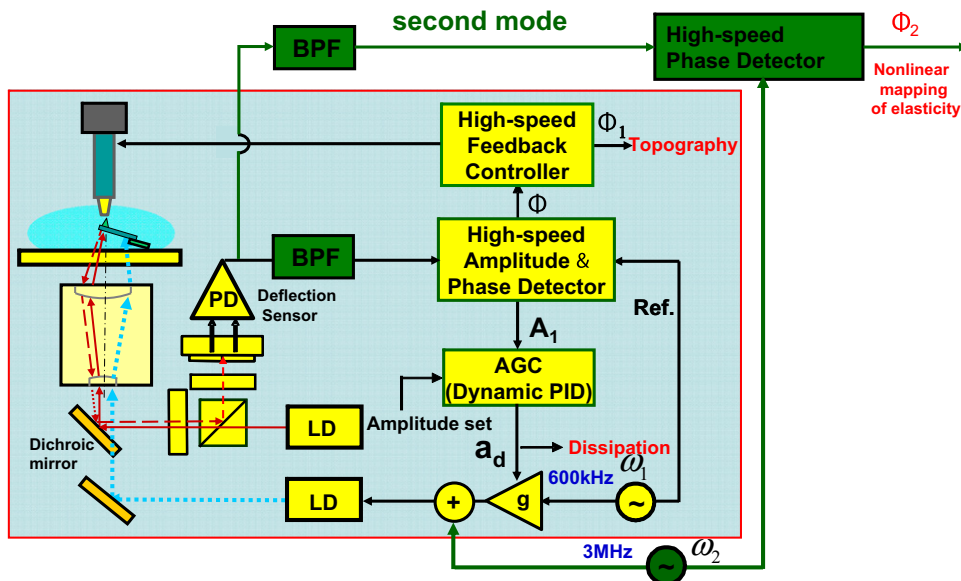 second mode
BPF
High-speed
Phase Detector
Φ2
Nonlinear
mapping
of elasticity
High-speed
Feedback
Controller
Φ1
Topography
Φ
BPF
High-speed
Amplitude &
Phase Detector
PD
Deflection
Sensor
Ref.
A1
AGC
(Dynamic PID)
LD
Amplitude set
Dichroic
mirror
ad
Dissipation
600kHz
ω1
LD
+
g
~
3MHz
~
ω2